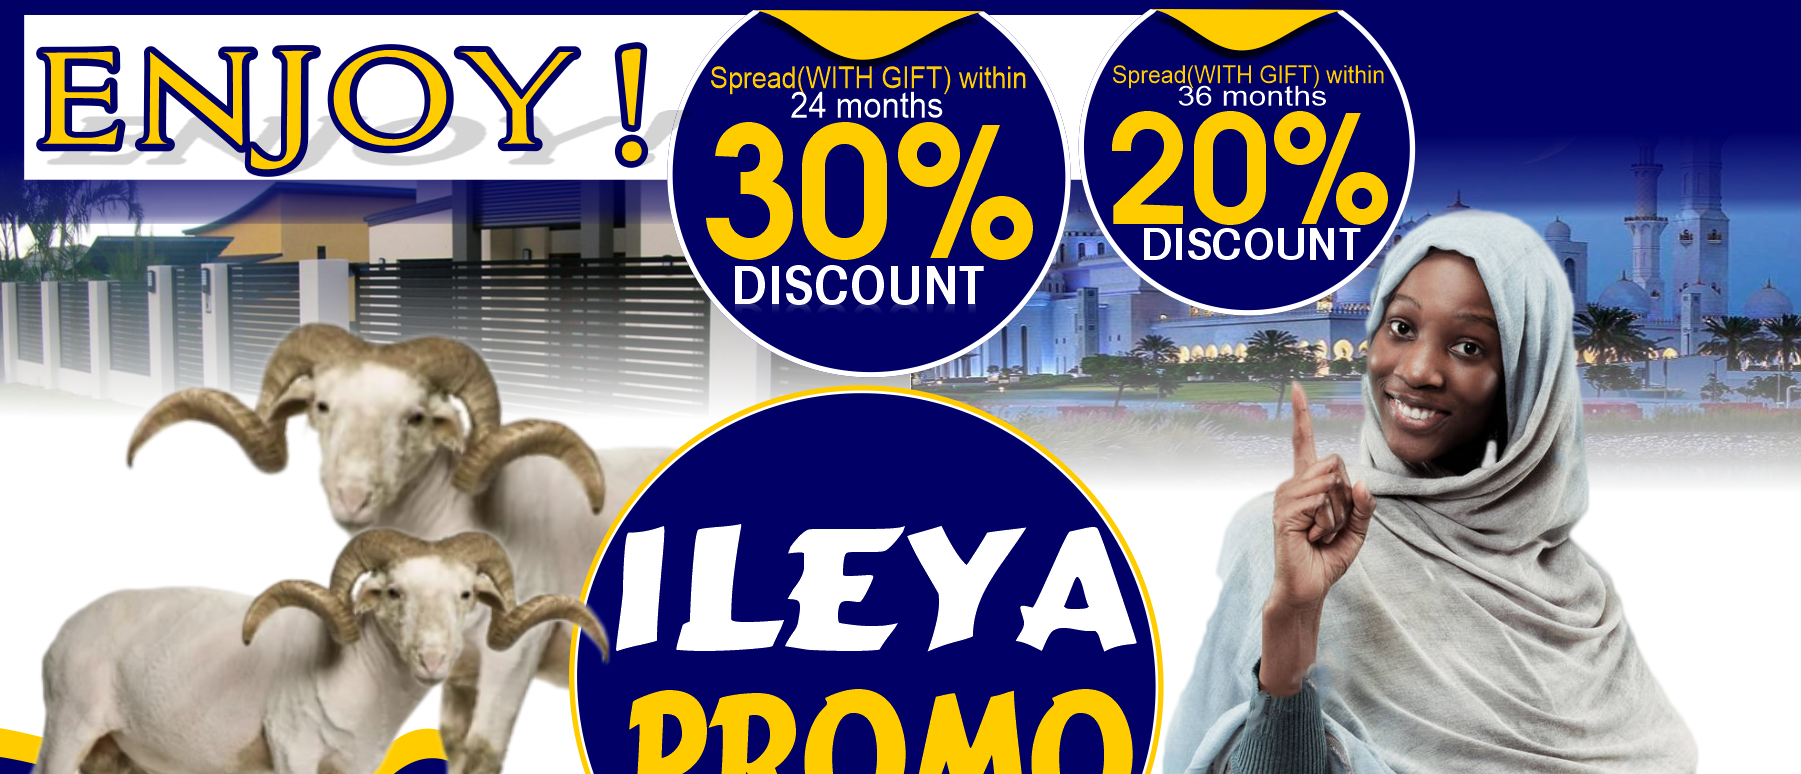 ENJOY!
Spread(WITH GIFT) within
24 months
30%
DISCOUNT
Spread(WITH GIFT) within
36 months
20%
DISCOUNT
ILEYA
PROMO